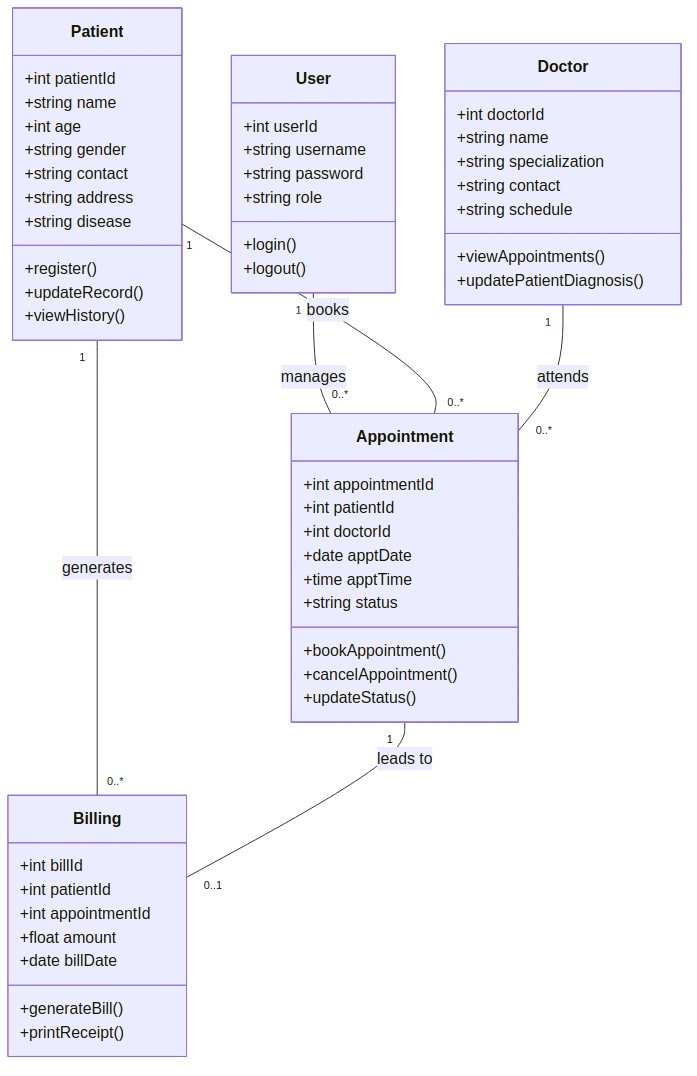 Patient
+int patientId
+string name
+int age
+string gender
+string contact
+string address
+string disease
+register()
+updateRecord()
+viewHistory()
User
+int userId
+string username
+string password
+string role
+login()
+logout()
Doctor
+int doctorId
+string name
+string specialization
+string contact
+string schedule
+viewAppointments()
+updatePatientDiagnosis()
1
1
books
1
1
manages
0..*
0..*
attends
0..*
Appointment
+int appointmentId
+int patientId
+int doctorId
+date apptDate
+time apptTime
+string status
+bookAppointment()
+cancelAppointment()
+updateStatus()
generates
1
leads to
0..*
0..1
Billing
+int billId
+int patientId
+int appointmentId
+float amount
+date billDate
+generateBill()
+printReceipt()